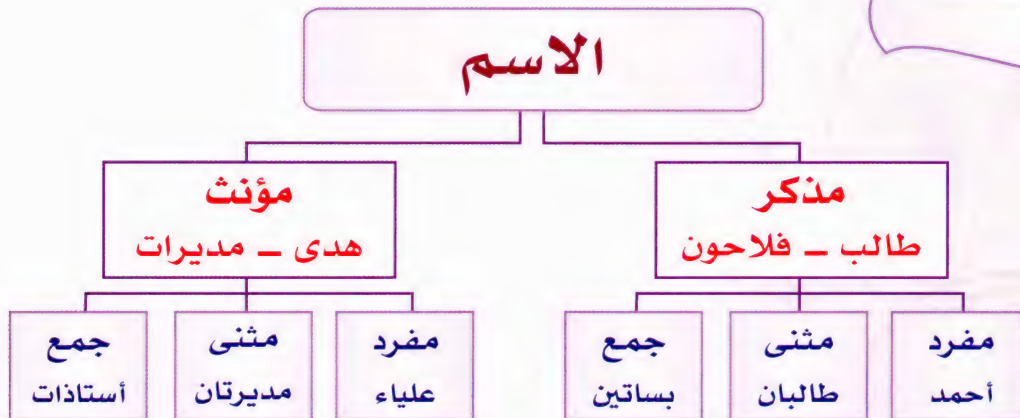 الاسم
مذكر
طالب – فلاحون
مؤنث
هدى – مديرات
مفرد
أحمد
مثنى
طالبان
جمع
بساتين
مفرد
علياء
مثنى
مديرتان
جمع
أستاذات